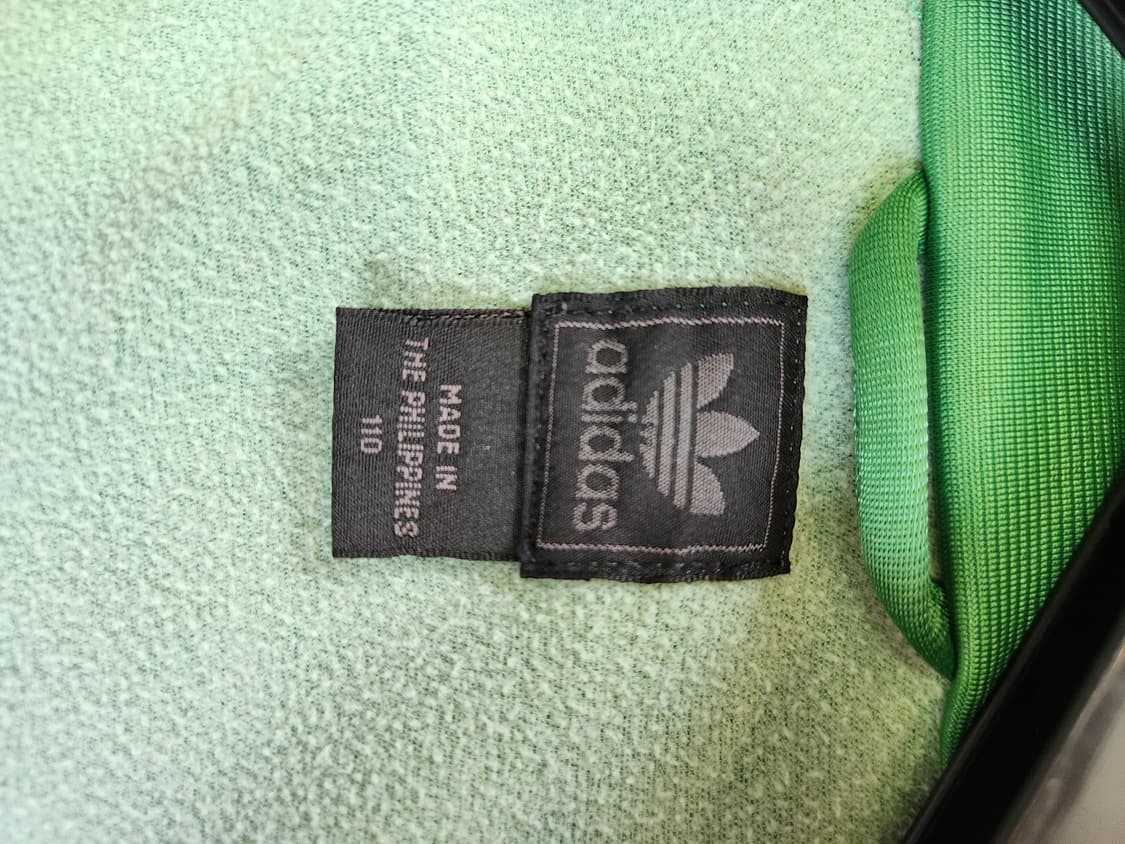 adidas
MADE IN
THE PHILIPPINES
110